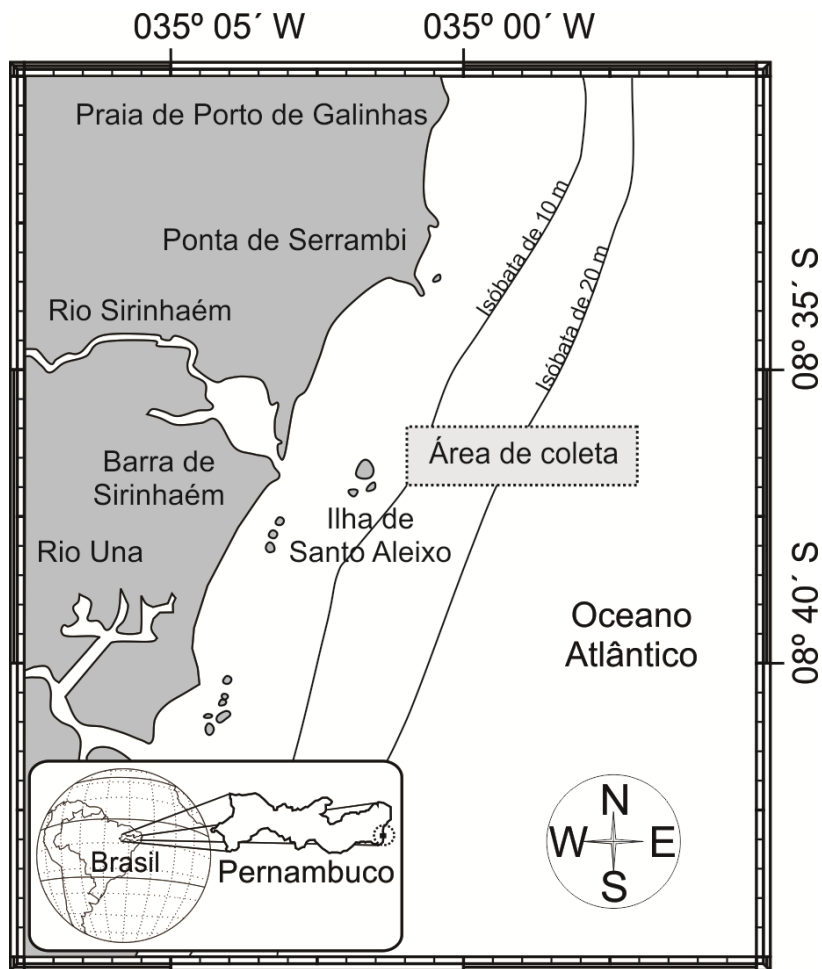 035º 05´ W
035º 00´ W
Praia de Porto de Galinhas
Isóbata de 10 m
Ponta de Serrambi
Isóbata de 20 m
08º 35´ S
Rio Sirinhaém
Área de coleta
Barra de
Sirinhaém
Ilha de
Santo Aleixo
Rio Una
08º 40´ S
Oceano
Atlântico
N
W
E
S
Brasil
Pernambuco